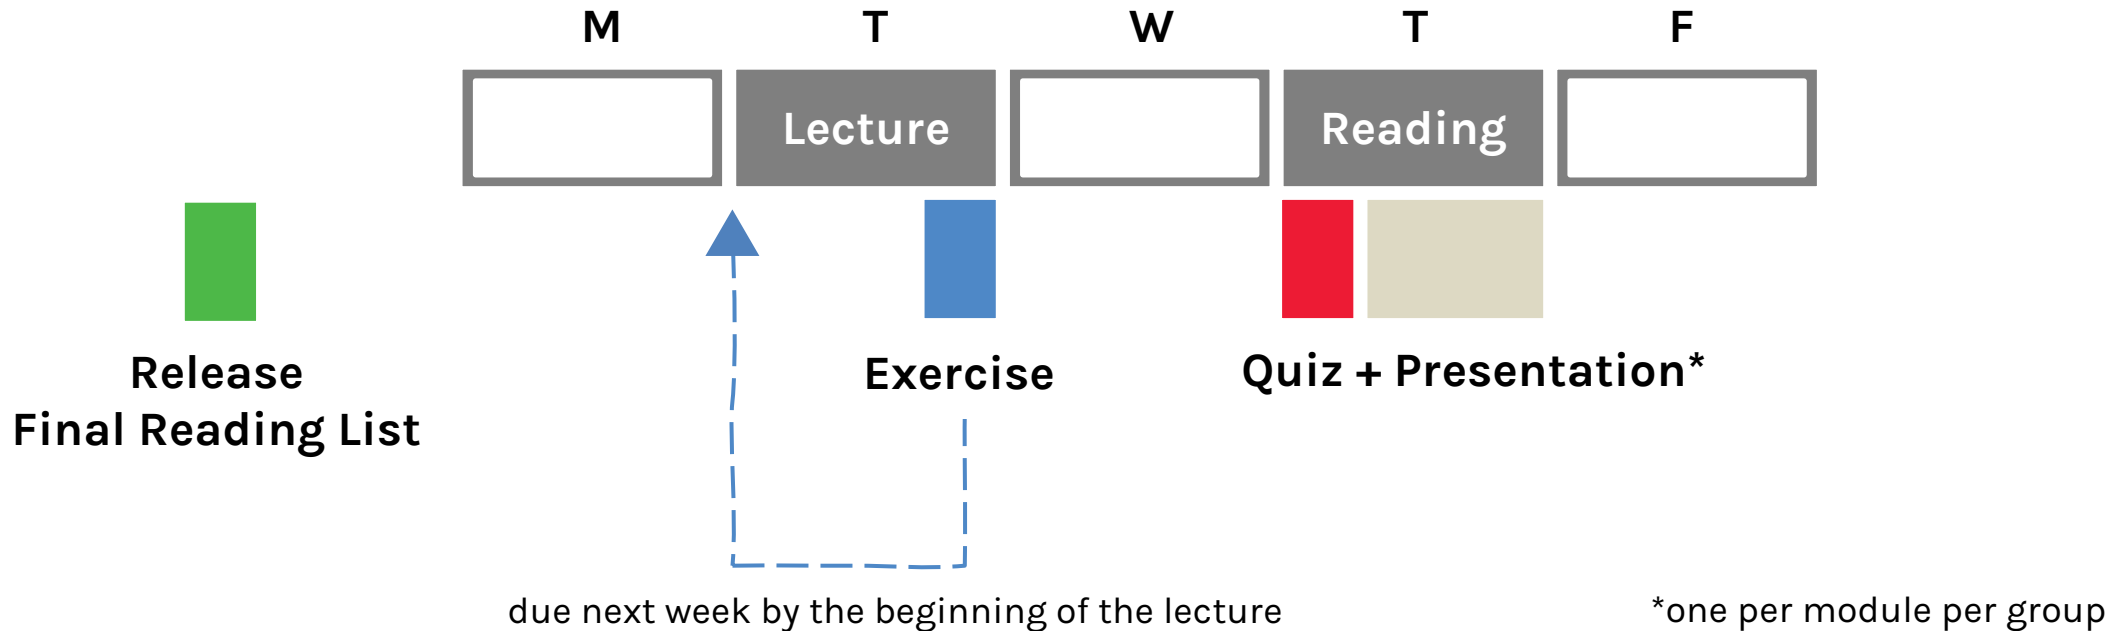 M T W T F
Lecture Reading
Release
Final Reading List
Exercise
Quiz + Presentation*
due next week by the beginning of the lecture
*one per module per group